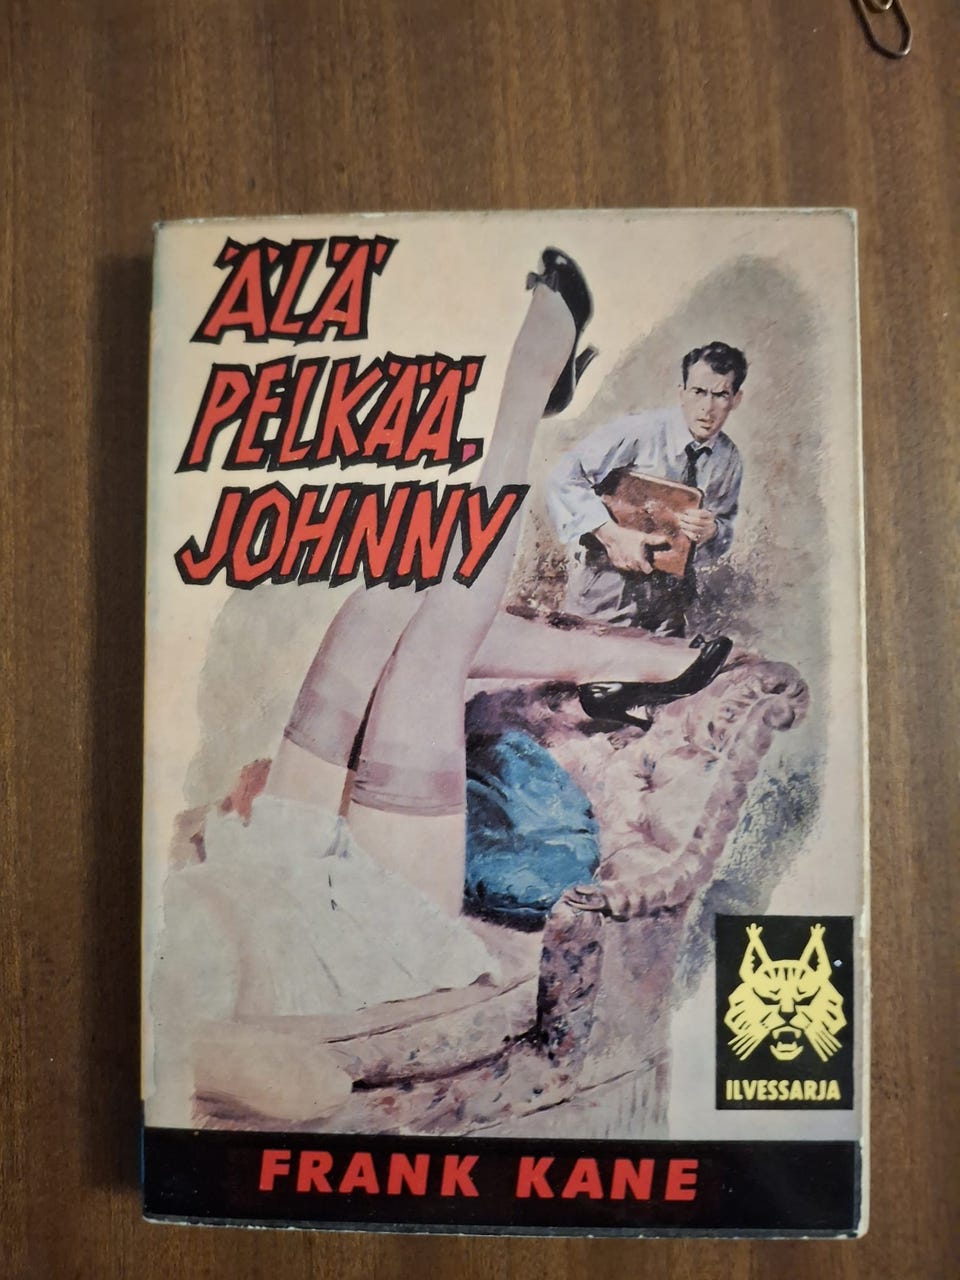 ÄLÄ
PELKÄÄ,
JOHNNY
ILVESSARJA
FRANK KANE